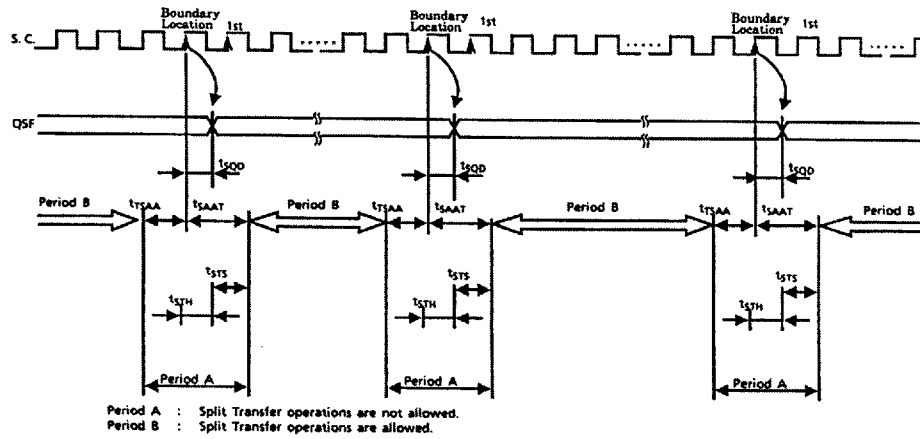 Boundary Location 1st Boundary Location 1st Boundary Location 1st
S. C.
QSF
tSQD tSQD tSQD
Period B tTSAA tSAAT Period B tTSAA tSAAT Period B tTSAA tSAAT Period B
tSTS tSTS tSTS
tSTH tSTH tSTH
Period A Period A Period A
Period A : Split Transfer operations are not allowed.
Period B : Split Transfer operations are allowed.